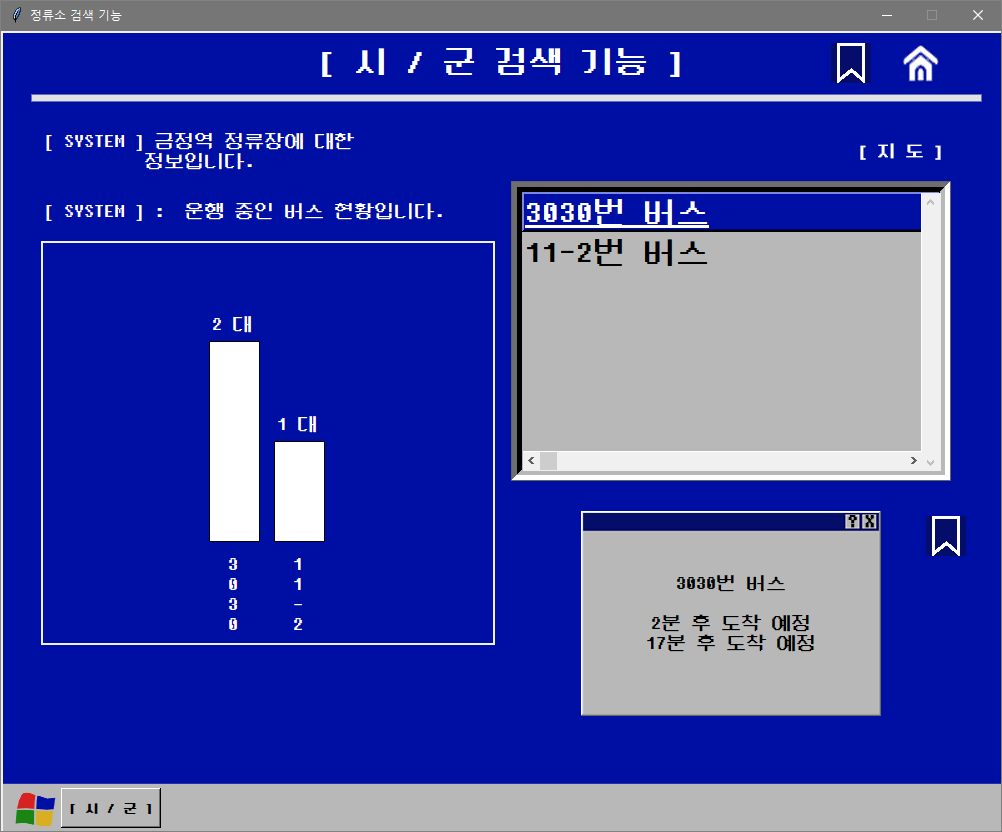 정류소 검색 기능
[ 시 / 군 검색 기능 ]
[ SYSTEM ] 금정역 정류장에 대한
정보입니다.
[ 지 도 ]
[ SYSTEM ] : 운행 중인 버스 현황입니다.
3030번 버스
11-2번 버스
2 대
1 대
3
0
3
0
1
1
-
2
? X
3030번 버스
2분 후 도착 예정
17분 후 도착 예정
[ 시 / 군 ]